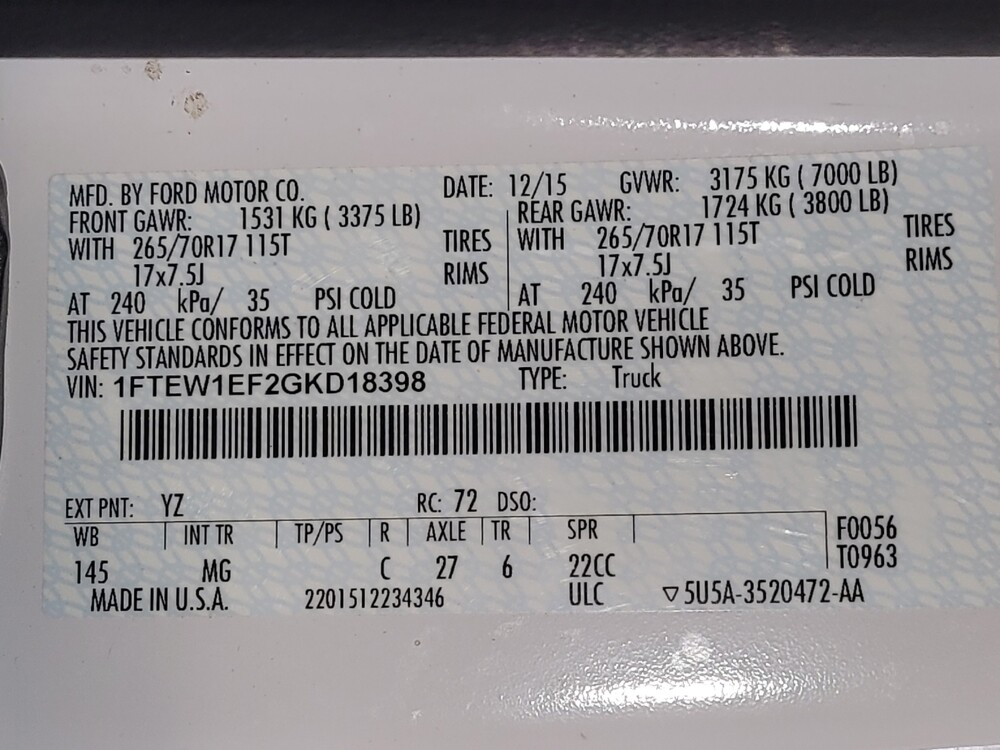 MFD. BY FORD MOTOR CO. DATE: 12/15 GVWR: 3175 KG ( 7000 LB)
FRONT GAWR: 1531 KG ( 3375 LB) REAR GAWR: 1724 KG ( 3800 LB)
WITH 265/70R17 115T TIRES WITH 265/70R17 115T TIRES
17x7.5J RIMS 17x7.5J RIMS
AT 240 kPa/ 35 PSI COLD AT 240 kPa/ 35 PSI COLD
THIS VEHICLE CONFORMS TO ALL APPLICABLE FEDERAL MOTOR VEHICLE
SAFETY STANDARDS IN EFFECT ON THE DATE OF MANUFACTURE SHOWN ABOVE.
VIN: 1FTEW1EF2GKD18398 TYPE: Truck
EXT PNT: YZ RC: 72 DSO:
WB INT TR TP/PS R AXLE TR SPR F0056
145 MG C 27 6 22CC T0963
MADE IN U.S.A. 2201512234346 ULC ▽5U5A-3520472-AA